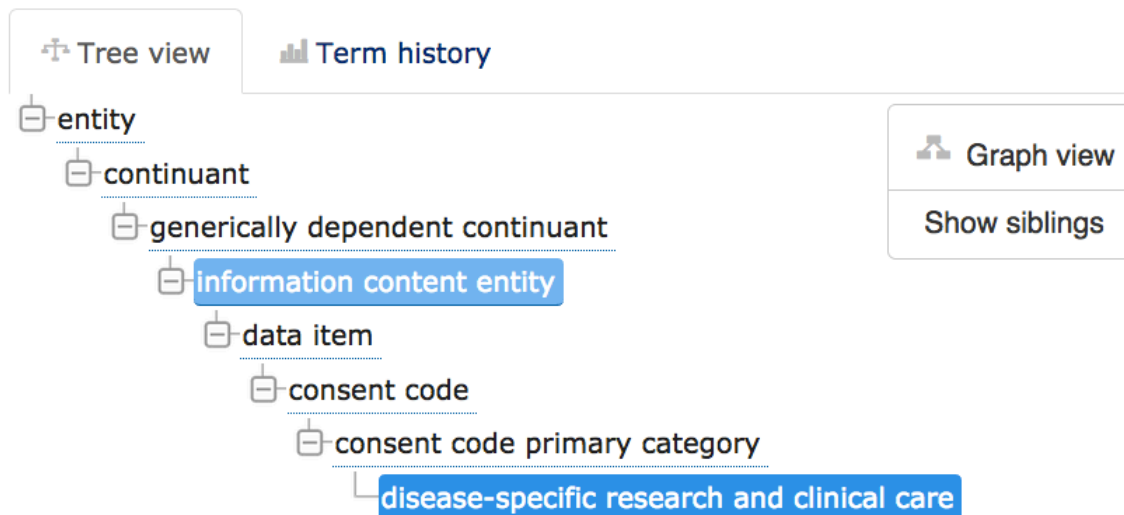 Tree view
Term history
entity
continuant
Graph view
generically dependent continuant
Show siblings
information content entity
data item
consent code
consent code primary category
disease-specific research and clinical care